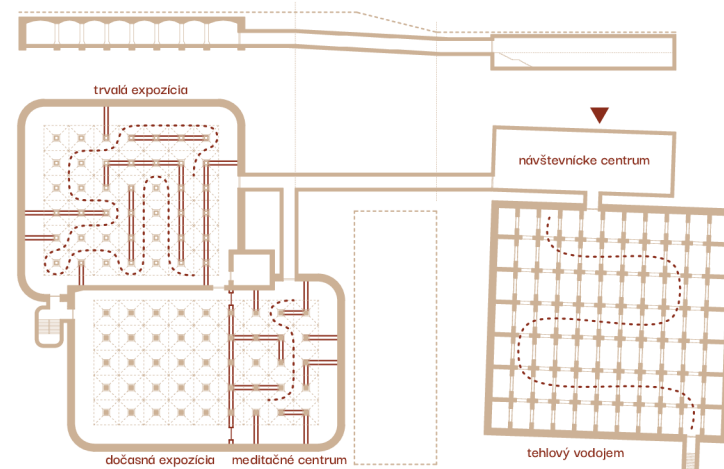 trvalá expozícia
návštevnícke centrum
dočasná expozícia
meditačné centrum
tehlový vodojem